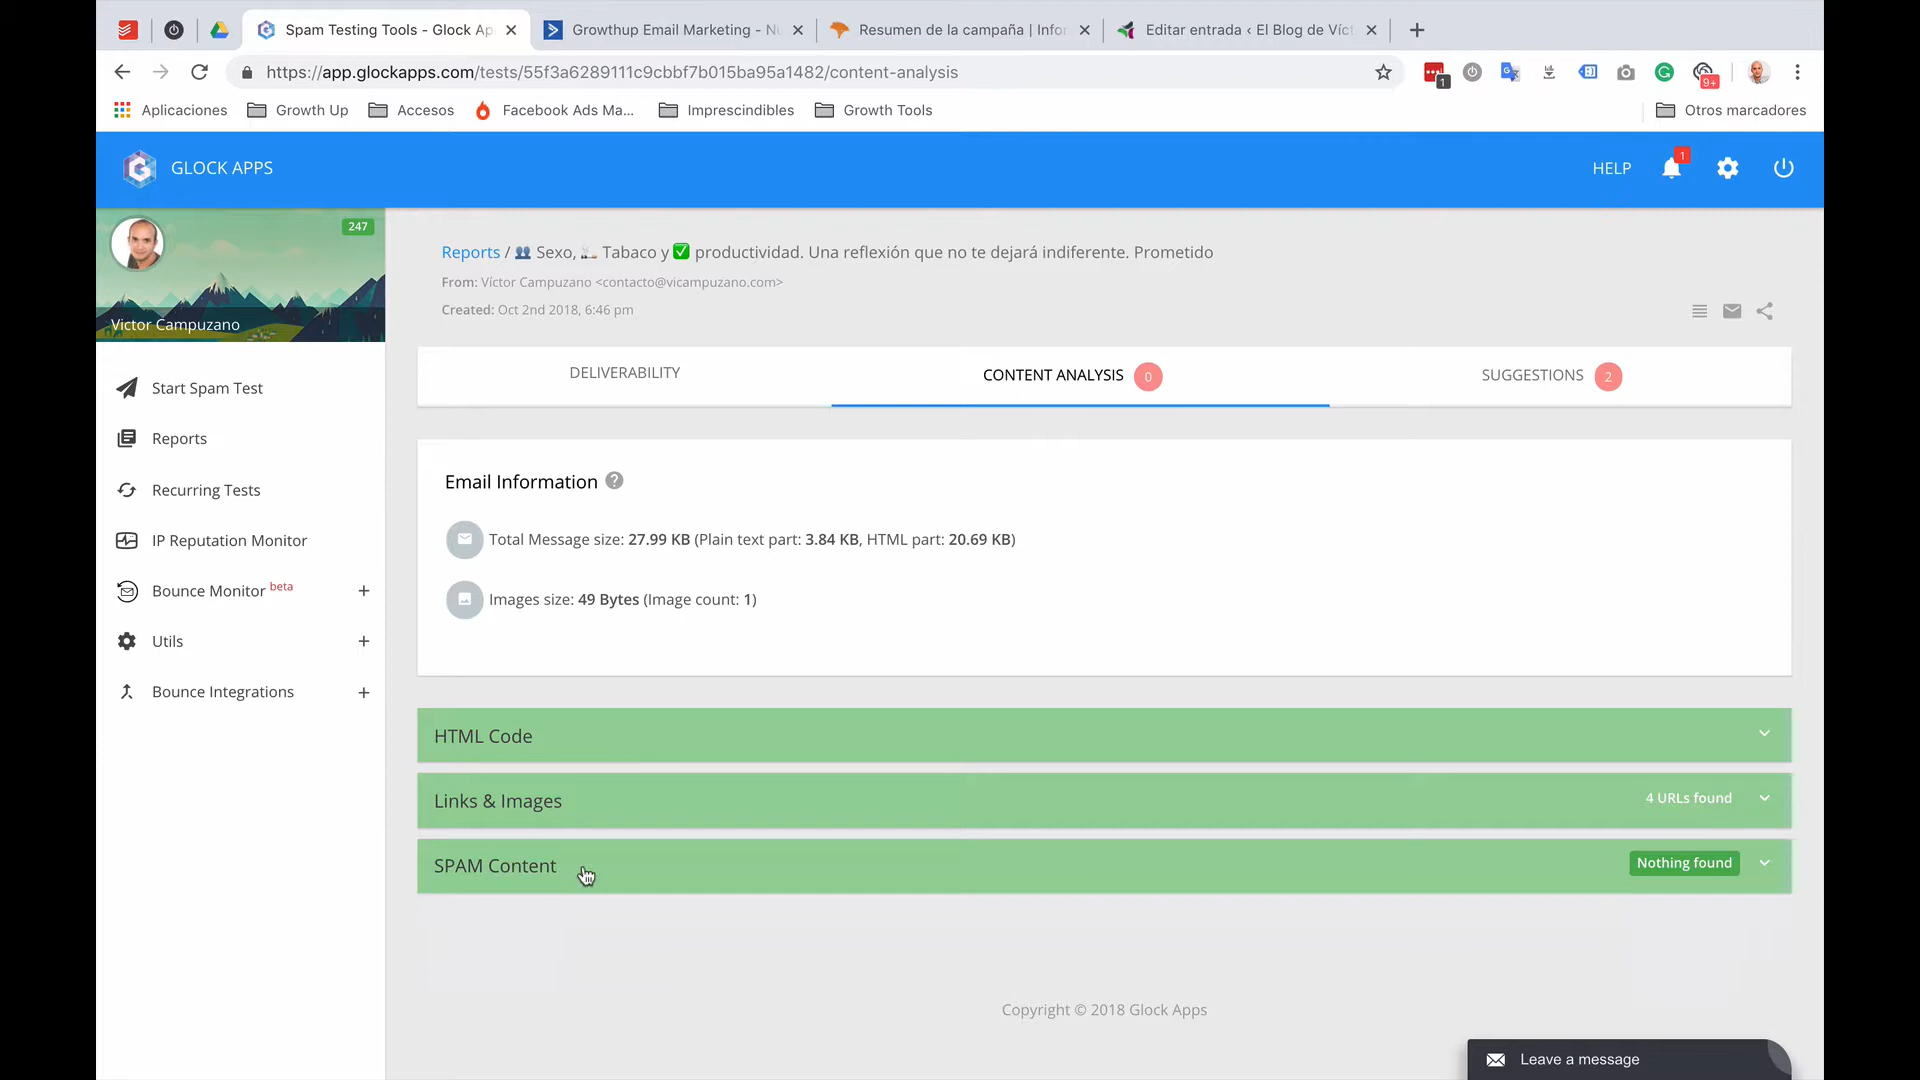 Spam Testing Tools - Glock Ap
Growthup Email Marketing - Nu
Resumen de la campaña | Infor
Editar entrada ‹ El Blog de Víct
https://app.glockapps.com/tests/55f3a6289111c9cbbf7b015ba95a1482/content-analysis
1
9+
Aplicaciones
Growth Up
Accesos
Facebook Ads Ma...
Imprescindibles
Growth Tools
Otros marcadores
GLOCK APPS
HELP
1
247
Victor Campuzano
Start Spam Test
Reports
Recurring Tests
IP Reputation Monitor
Bounce Monitor beta
Utils
Bounce Integrations
Reports / 👥 Sexo, 🚬 Tabaco y ✅ productividad. Una reflexión que no te dejará indiferente. Prometido
From: Víctor Campuzano <contacto@vicampuzano.com>
Created: Oct 2nd 2018, 6:46 pm
DELIVERABILITY
CONTENT ANALYSIS 0
SUGGESTIONS 2
Email Information
Total Message size: 27.99 KB (Plain text part: 3.84 KB, HTML part: 20.69 KB)
Images size: 49 Bytes (Image count: 1)
HTML Code
Links & Images
4 URLs found
SPAM Content
Nothing found
Copyright © 2018 Glock Apps
Leave a message